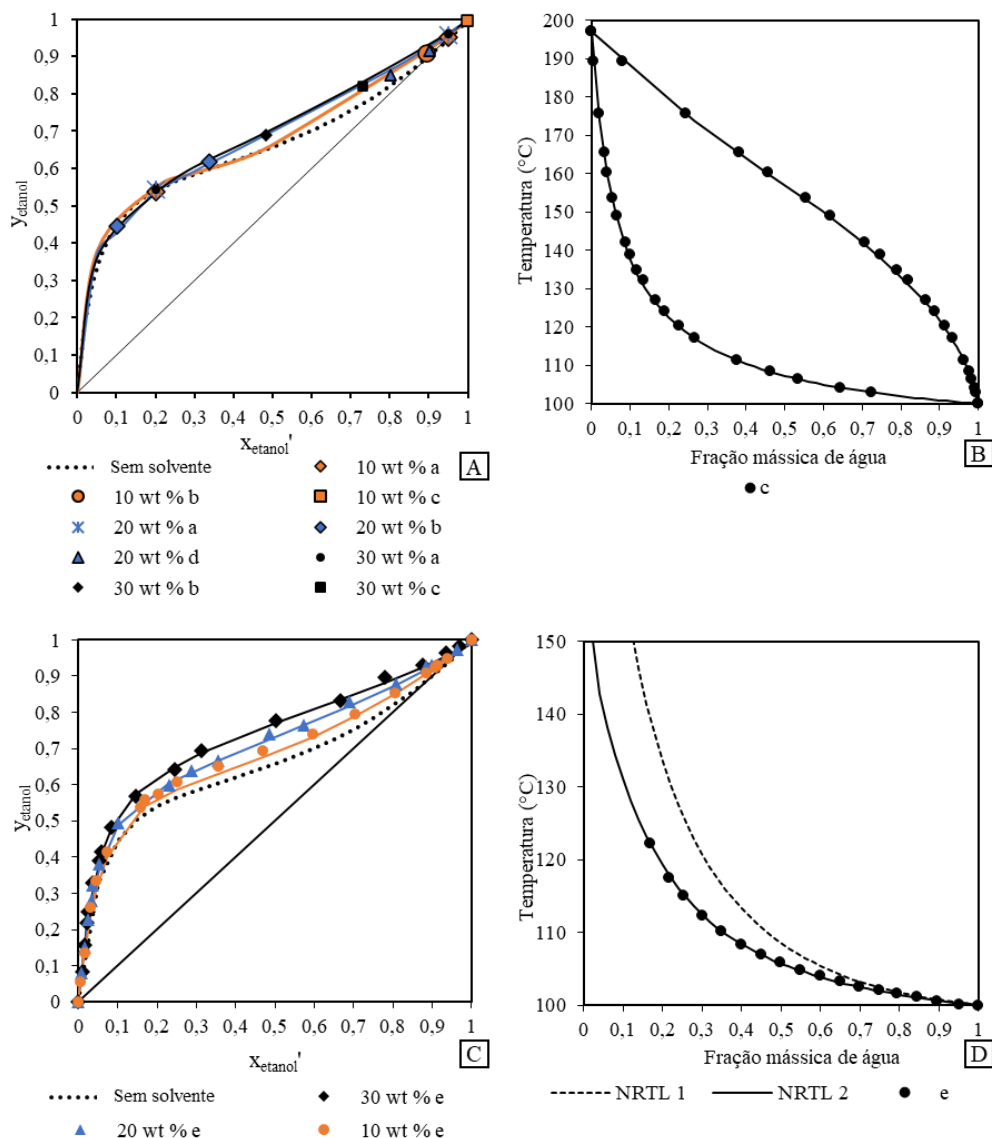 1
0,9
0,8
0,7
0,6
0,5
0,4
0,3
0,2
0,1
0
y etanol
0 0,1 0,2 0,3 0,4 0,5 0,6 0,7 0,8 0,9 1
x etanol'
A
Sem solvente
10 wt % a
10 wt % b
10 wt % c
20 wt % a
20 wt % b
20 wt % d
30 wt % a
30 wt % b
30 wt % c
200
190
180
170
160
150
140
130
120
110
100
Temperatura (°C)
0 0,1 0,2 0,3 0,4 0,5 0,6 0,7 0,8 0,9 1
Fração mássica de água
B
c
1
0,9
0,8
0,7
0,6
0,5
0,4
0,3
0,2
0,1
0
y etanol
0 0,1 0,2 0,3 0,4 0,5 0,6 0,7 0,8 0,9 1
x etanol'
C
Sem solvente
30 wt % e
20 wt % e
10 wt % e
150
140
130
120
110
100
Temperatura (°C)
0 0,1 0,2 0,3 0,4 0,5 0,6 0,7 0,8 0,9 1
Fração mássica de água
D
NRTL 1
NRTL 2
e